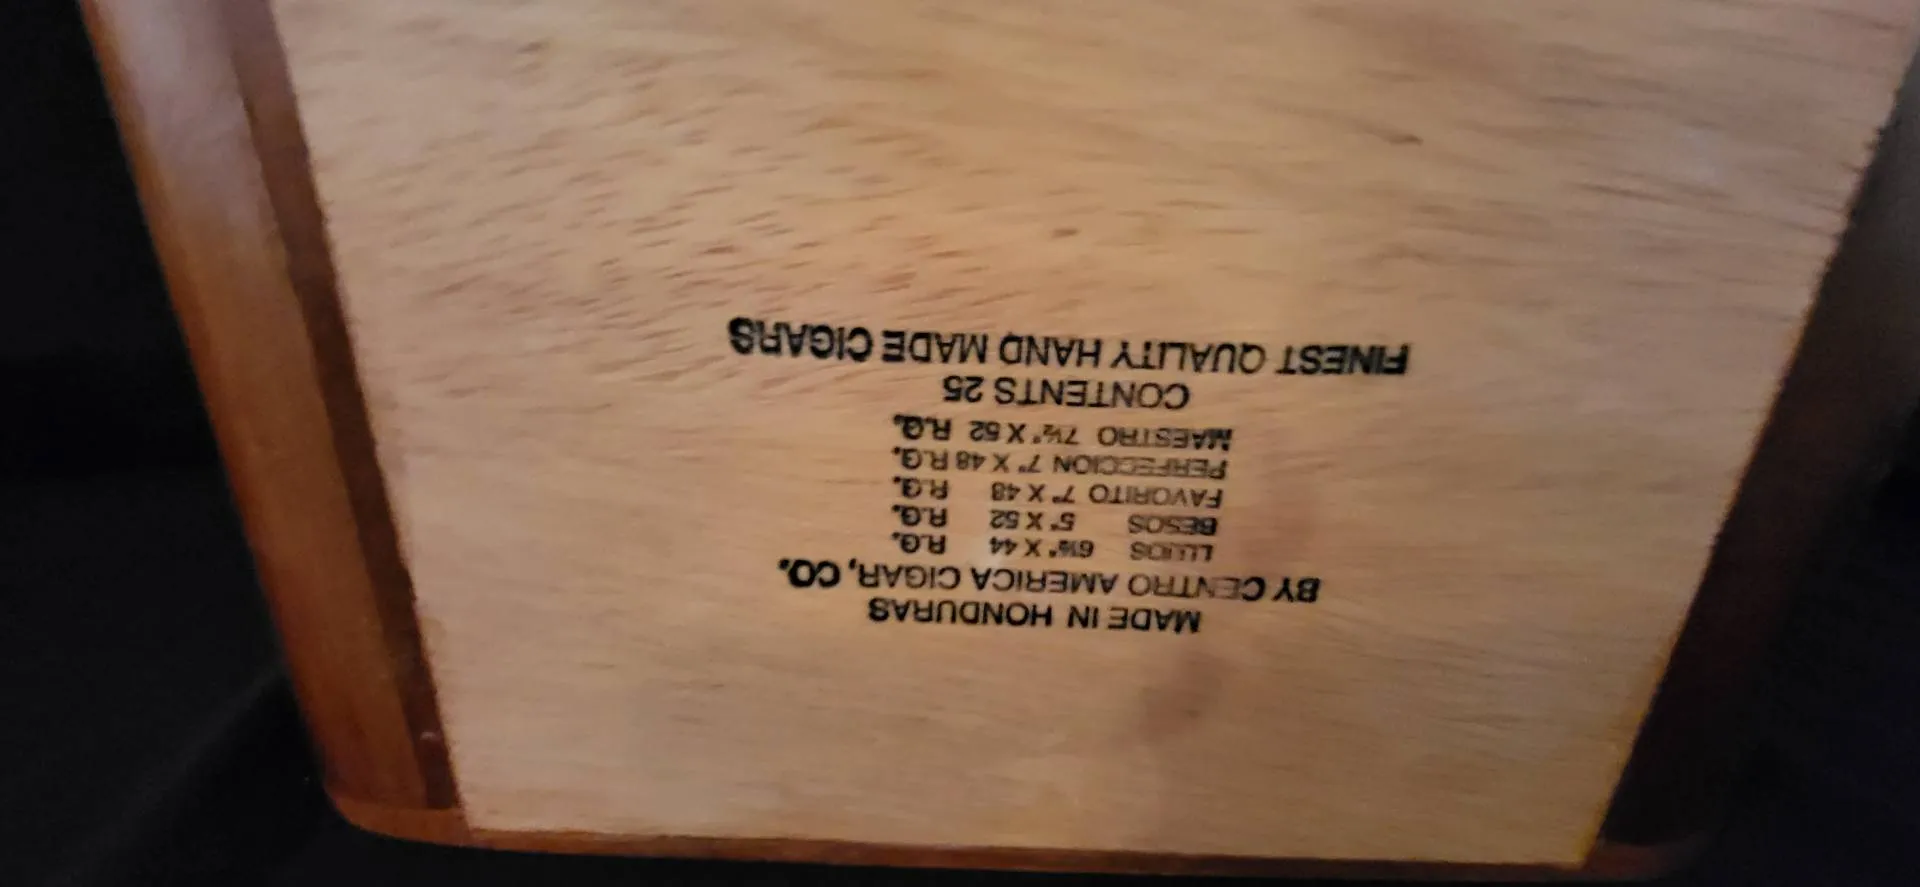 MADE IN HONDURAS
BY CENTRO AMERICA CIGAR, CO.
LUJOS 6½" X 44 R.G.
BESOS 5" X 52 R.G.
FAVORITO 7" X 48 R.G.
PERFECCION 7" X 48 R.G.
MAESTRO 7½" X 52 R.G.
CONTENTS 25
FINEST QUALITY HAND MADE CIGARS